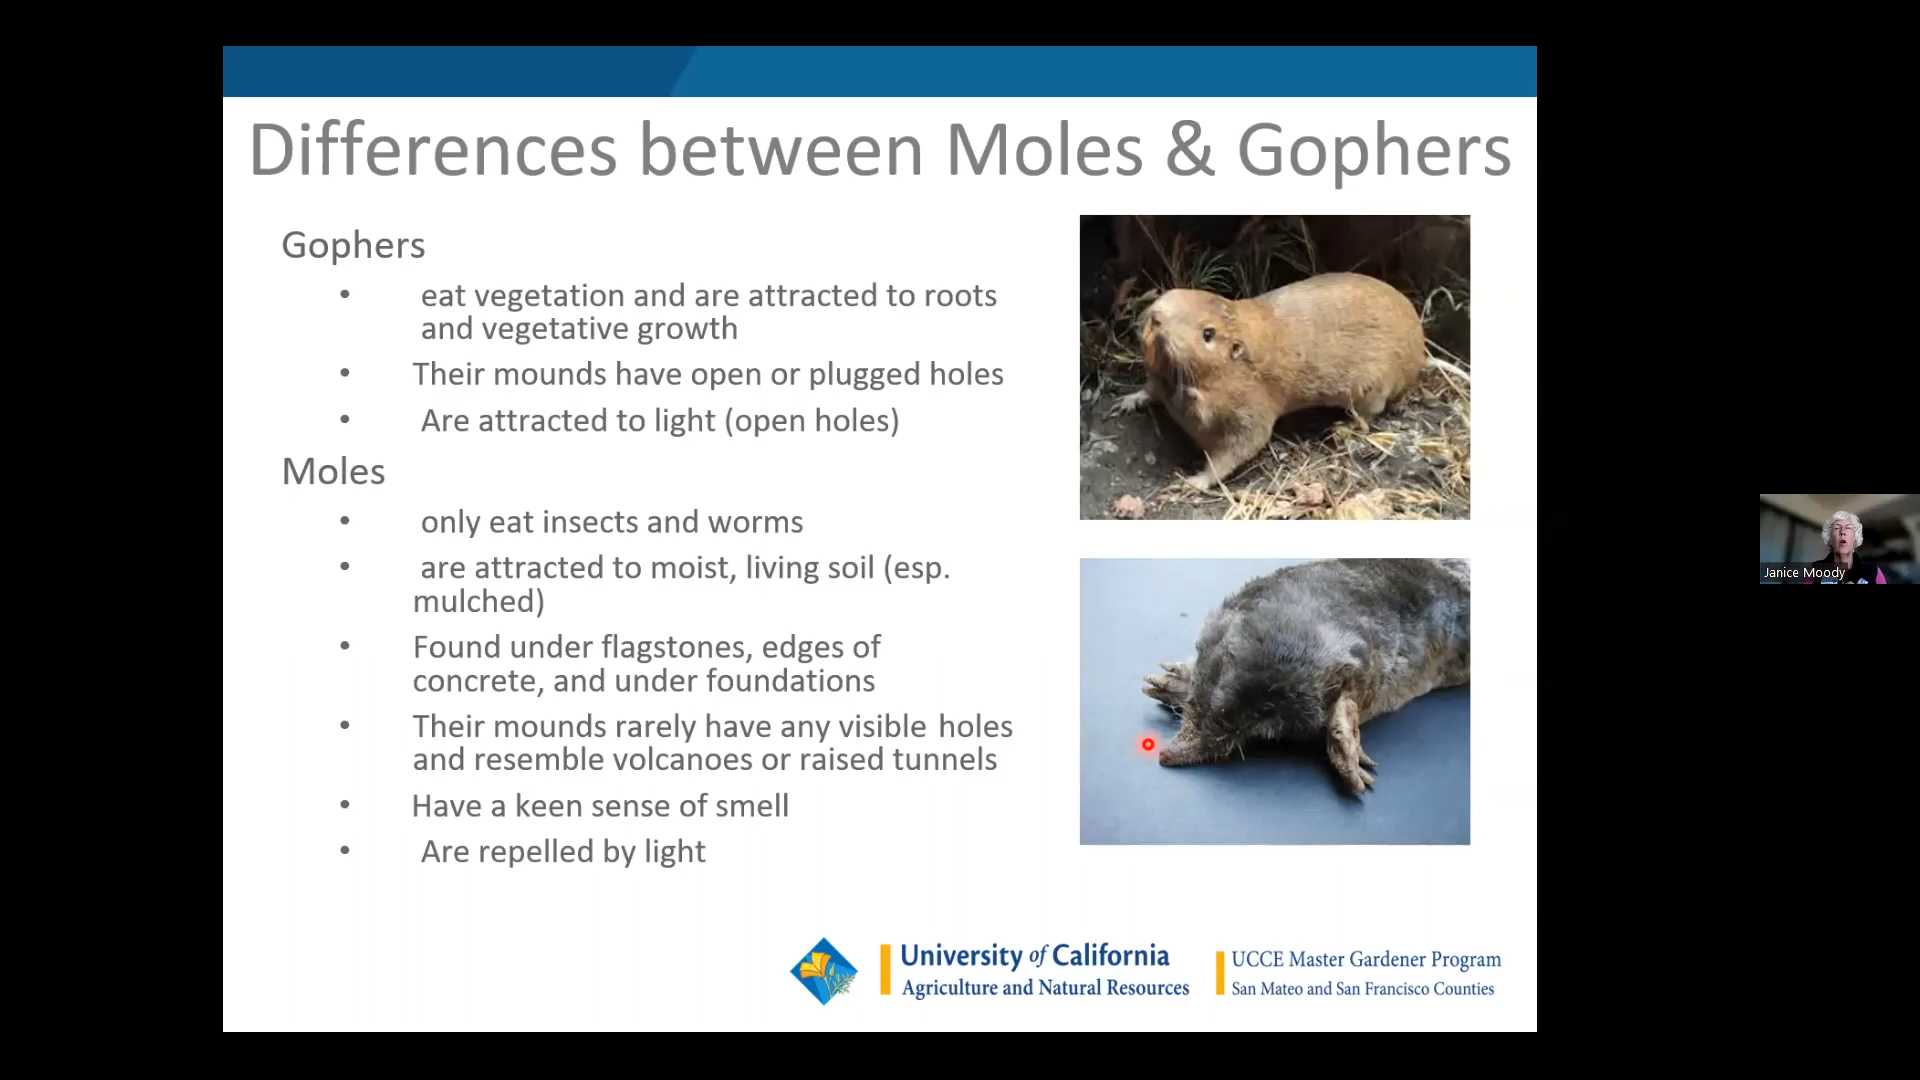 Differences between Moles & Gophers
Gophers
• eat vegetation and are attracted to roots
and vegetative growth
• Their mounds have open or plugged holes
• Are attracted to light (open holes)
Moles
• only eat insects and worms
• are attracted to moist, living soil (esp.
mulched)
• Found under flagstones, edges of
concrete, and under foundations
• Their mounds rarely have any visible holes
and resemble volcanoes or raised tunnels
• Have a keen sense of smell
• Are repelled by light
University of California
Agriculture and Natural Resources
UCCE Master Gardener Program
San Mateo and San Francisco Counties
Janice Moody